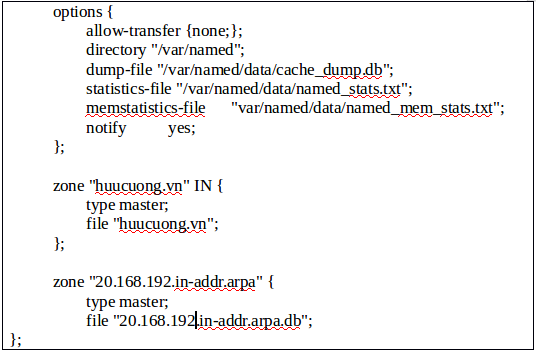 options {
allow-transfer {none;};
directory "/var/named";
dump-file "/var/named/data/cache_dump.db";
statistics-file "/var/named/data/named_stats.txt";
memstatistics-file "var/named/data/named_mem_stats.txt";
notify yes;
};
zone "huucuong.vn" IN {
type master;
file "huucuong.vn";
};
zone "20.168.192.in-addr.arpa" {
type master;
file "20.168.192.in-addr.arpa.db";
};